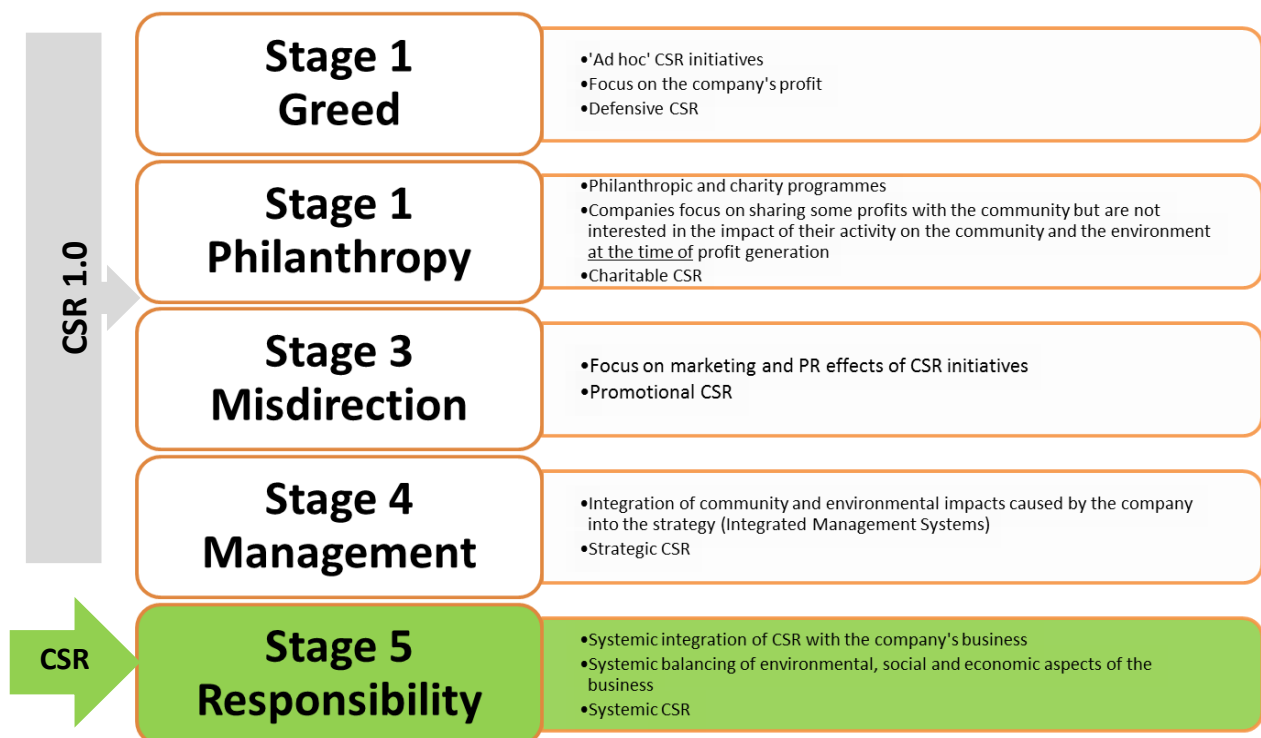 Stage 1
Greed
•'Ad hoc' CSR initiatives
•Focus on the company's profit
•Defensive CSR
Stage 1
Philanthropy
•Philanthropic and charity programmes
•Companies focus on sharing some profits with the community but are not
interested in the impact of their activity on the community and the environment
at the time of profit generation
•Charitable CSR
CSR 1.0
Stage 3
Misdirection
•Focus on marketing and PR effects of CSR initiatives
•Promotional CSR
Stage 4
Management
•Integration of community and environmental impacts caused by the company
into the strategy (Integrated Management Systems)
•Strategic CSR
CSR
Stage 5
Responsibility
•Systemic integration of CSR with the company's business
•Systemic balancing of environmental, social and economic aspects of the
business
•Systemic CSR